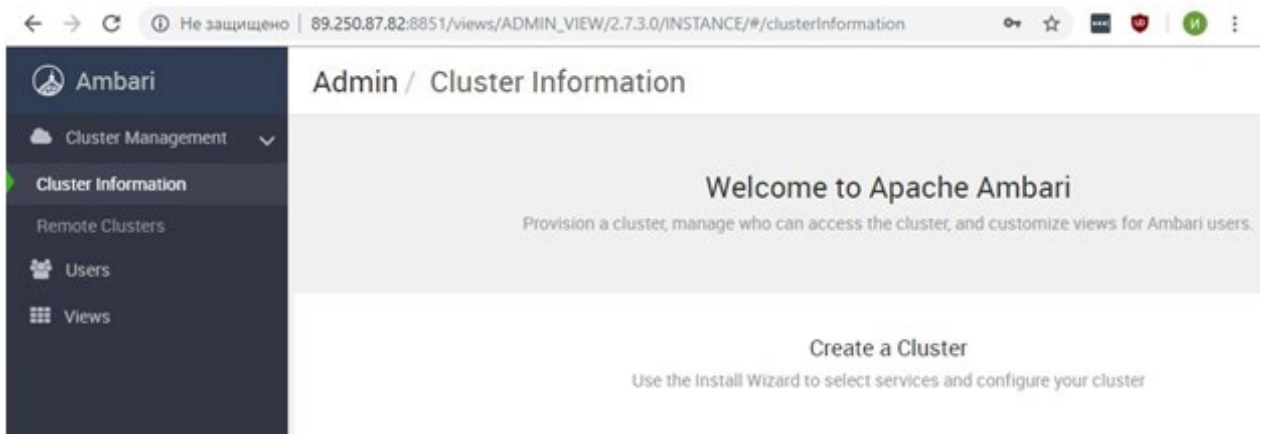 Не защищено | 89.250.87.82:8851/views/ADMIN_VIEW/2.7.3.0/INSTANCE/#/clusterInformation
И
Ambari
Admin / Cluster Information
Cluster Management
Cluster Information
Remote Clusters
Users
Views
Welcome to Apache Ambari
Provision a cluster, manage who can access the cluster, and customize views for Ambari users.
Create a Cluster
Use the Install Wizard to select services and configure your cluster